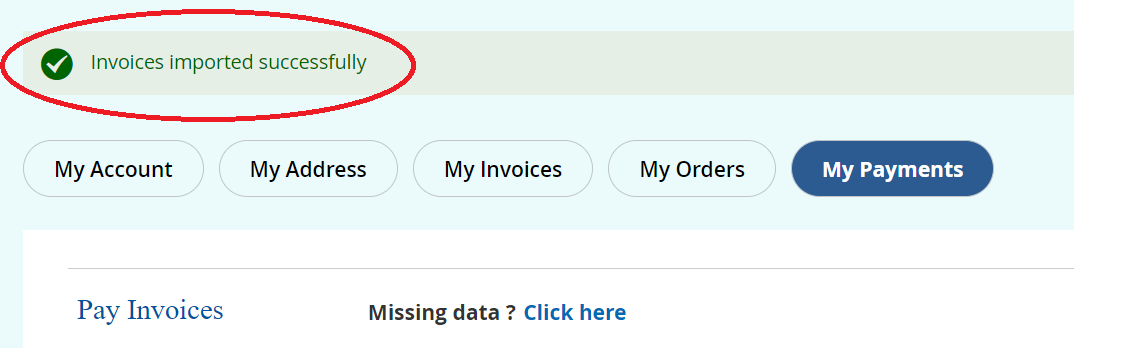 Invoices imported successfully
My Account My Address My Invoices My Orders My Payments
Pay Invoices Missing data ? Click here